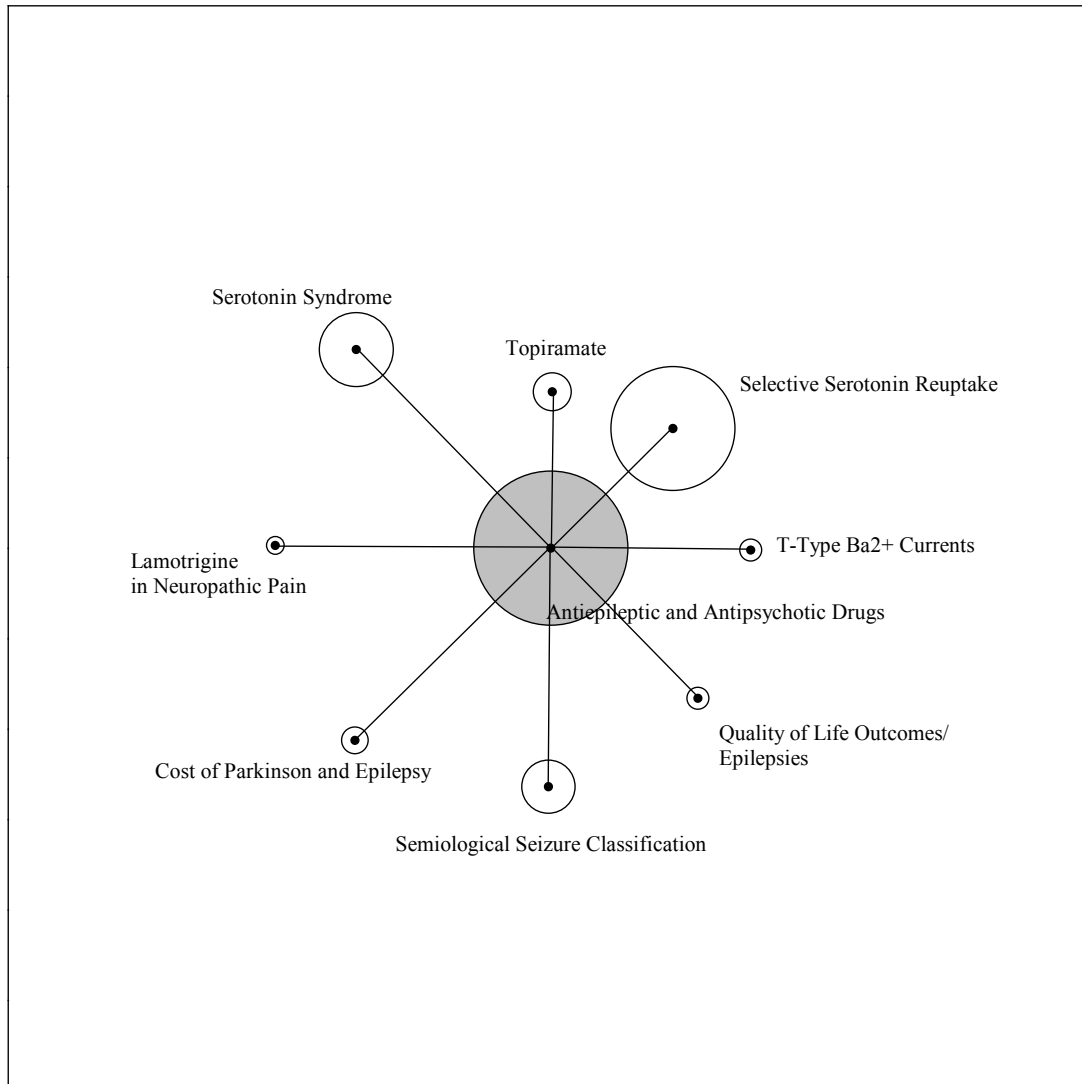 Serotonin Syndrome
Topiramate
Selective Serotonin Reuptake
T-Type Ba2+ Currents
Lamotrigine
in Neuropathic Pain
Antiepileptic and Antipsychotic Drugs
Quality of Life Outcomes/
Epilepsies
Cost of Parkinson and Epilepsy
Semiological Seizure Classification